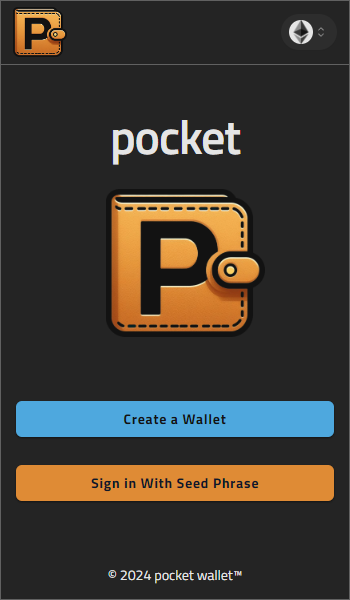 P
pocket
P
Create a Wallet
Sign in With Seed Phrase
© 2024 pocket wallet™